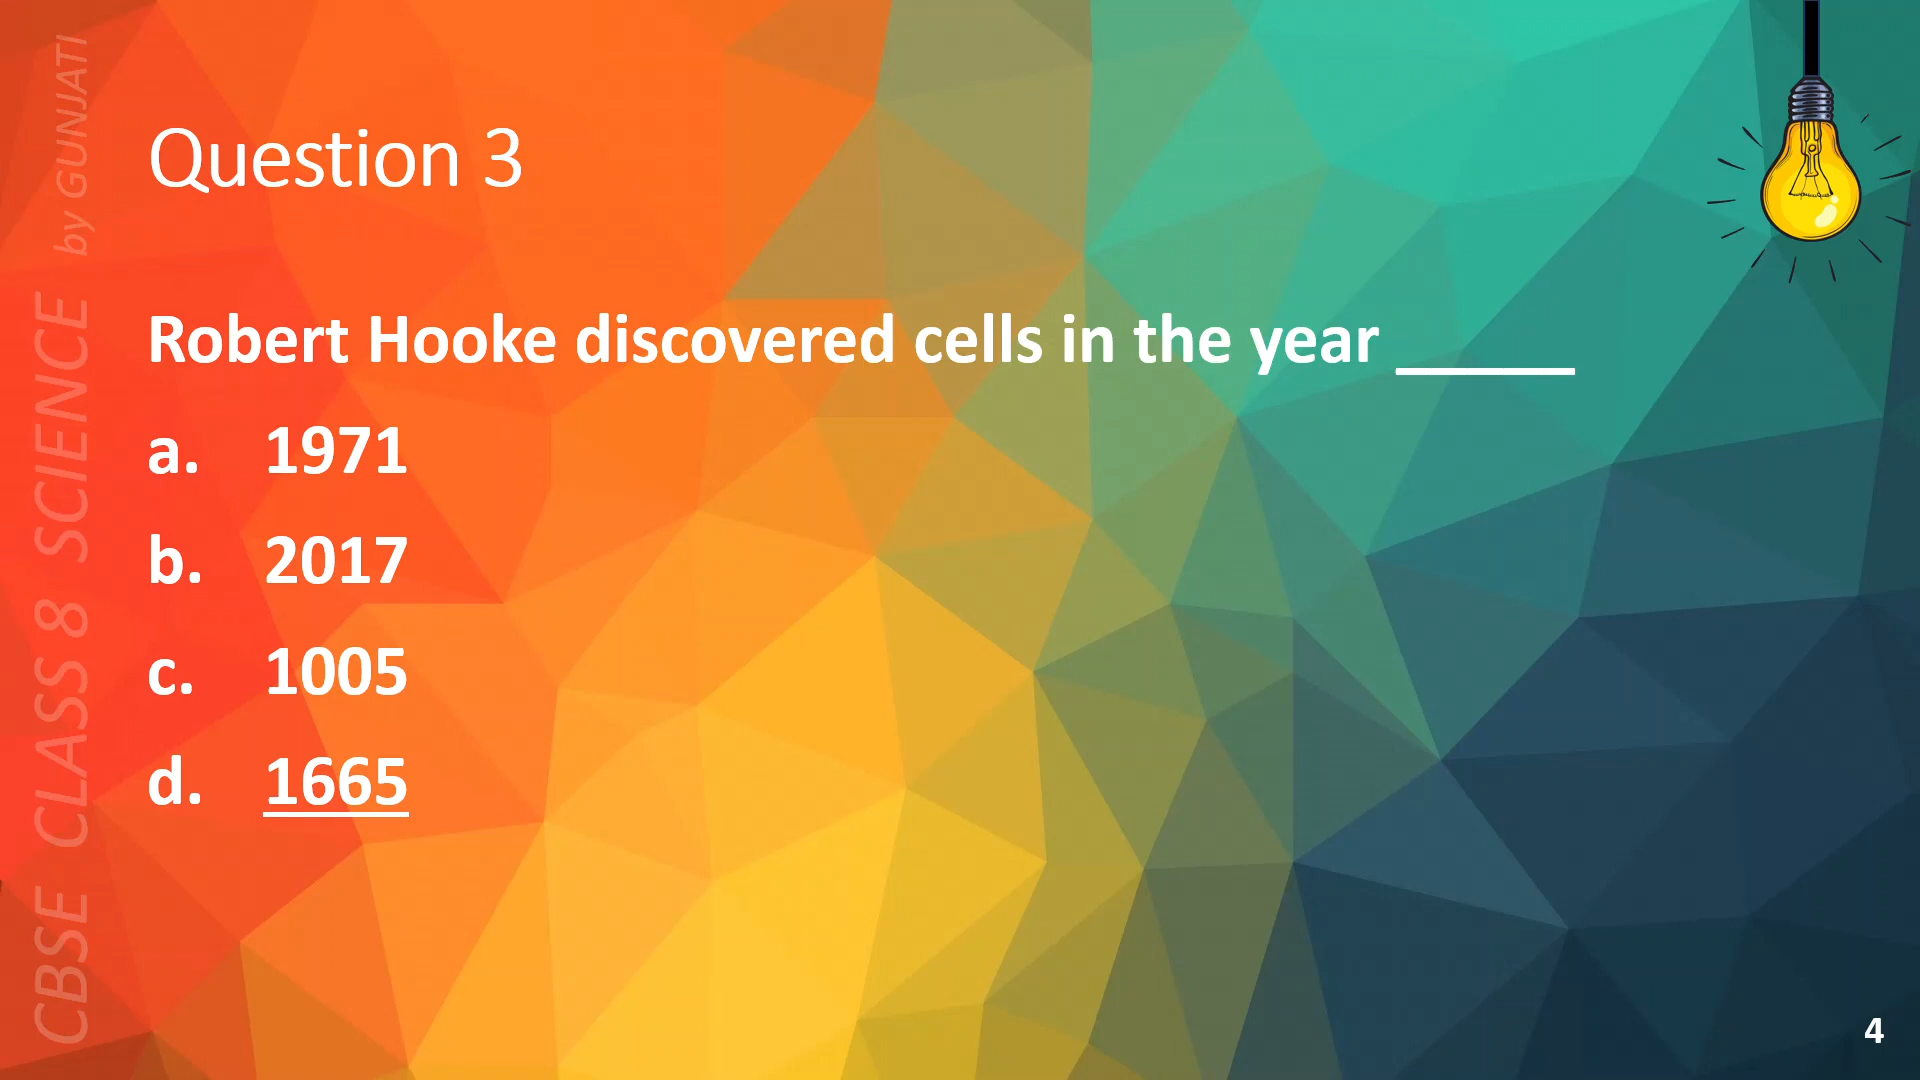 CBSE CLASS 8 SCIENCE by GUNJATI
Question 3
Robert Hooke discovered cells in the year ______
a. 1971
b. 2017
c. 1005
d. 1665
4